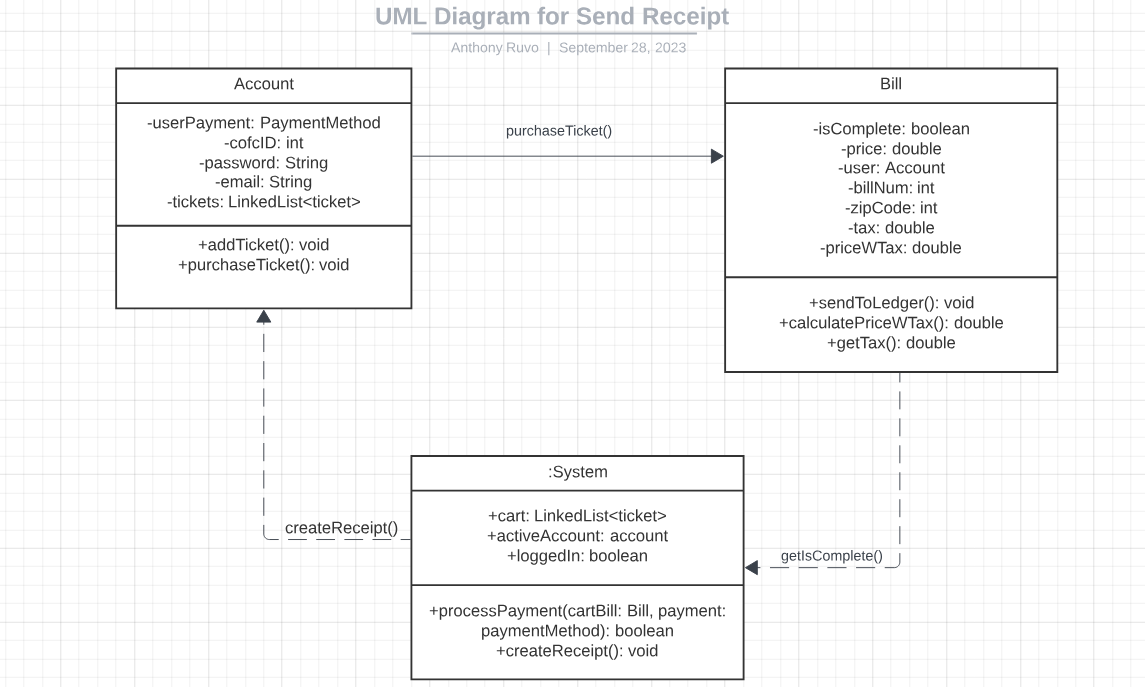 UML Diagram for Send Receipt
Anthony Ruvo | September 28, 2023
Account
-userPayment: PaymentMethod
-cofcID: int
-password: String
-email: String
-tickets: LinkedList<ticket>
+addTicket(): void
+purchaseTicket(): void
purchaseTicket()
Bill
-isComplete: boolean
-price: double
-user: Account
-billNum: int
-zipCode: int
-tax: double
-priceWTax: double
+sendToLedger(): void
+calculatePriceWTax(): double
+getTax(): double
createReceipt()
:System
+cart: LinkedList<ticket>
+activeAccount: account
+loggedIn: boolean
+processPayment(cartBill: Bill, payment:
paymentMethod): boolean
+createReceipt(): void
getIsComplete()